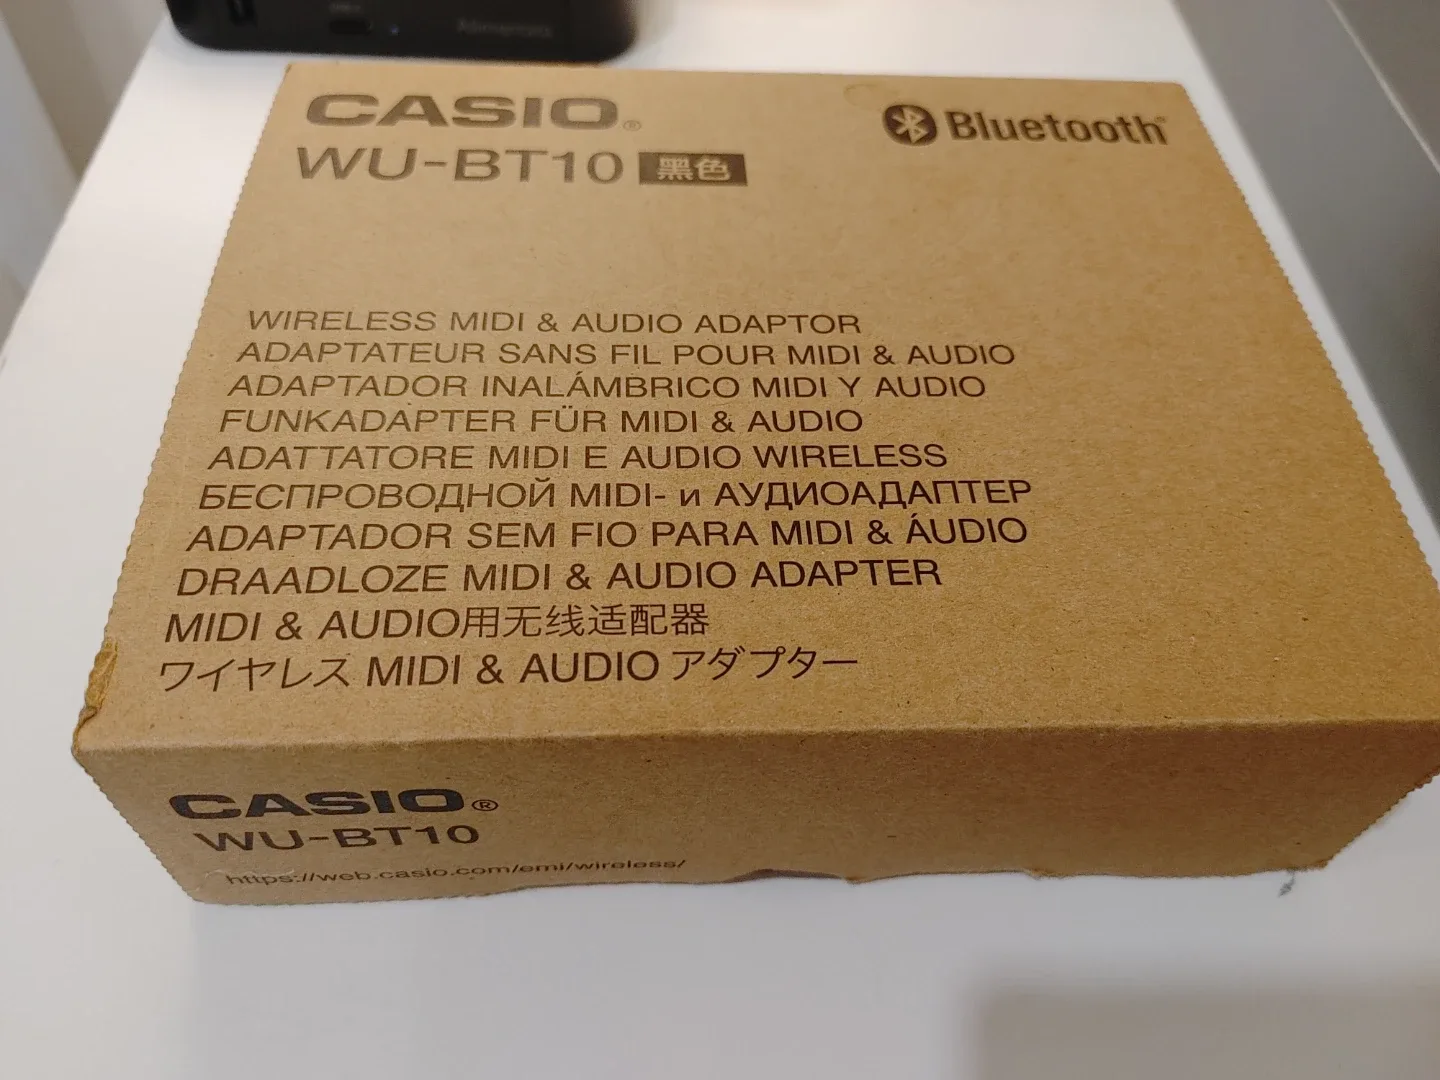 CASIO®
WU-BT10 黑色
Bluetooth®
WIRELESS MIDI & AUDIO ADAPTOR
ADAPTATEUR SANS FIL POUR MIDI & AUDIO
ADAPTADOR INALÁMBRICO MIDI Y AUDIO
FUNKADAPTER FÜR MIDI & AUDIO
ADATTATORE MIDI E AUDIO WIRELESS
БЕСПРОВОДНОЙ MIDI- и АУДИОАДАПТЕР
ADAPTADOR SEM FIO PARA MIDI & ÁUDIO
DRAADLOZE MIDI & AUDIO ADAPTER
MIDI & AUDIO用无线适配器
ワイヤレス MIDI & AUDIO アダプター
CASIO®
WU-BT10
https://web.casio.com/emi/wireless/